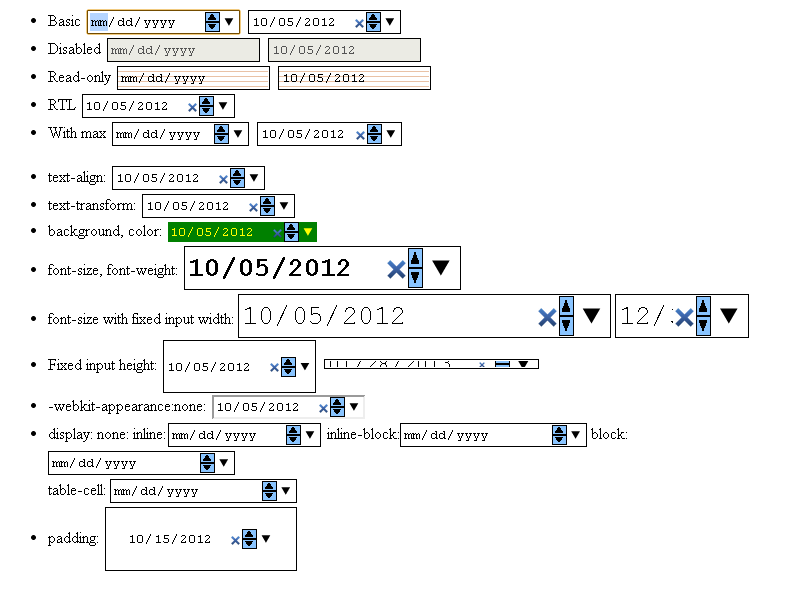 Basic mm/dd/yyyy 10/05/2012
Disabled mm/dd/yyyy 10/05/2012
Read-only mm/dd/yyyy 10/05/2012
RTL 10/05/2012
With max mm/dd/yyyy 10/05/2012
text-align: 10/05/2012
text-transform: 10/05/2012
background, color: 10/05/2012
font-size, font-weight: 10/05/2012
font-size with fixed input width: 10/05/2012 12/
Fixed input height: 10/05/2012
-webkit-appearance:none: 10/05/2012
display: none: inline: mm/dd/yyyy inline-block: mm/dd/yyyy block:
mm/dd/yyyy
table-cell: mm/dd/yyyy
padding: 10/15/2012